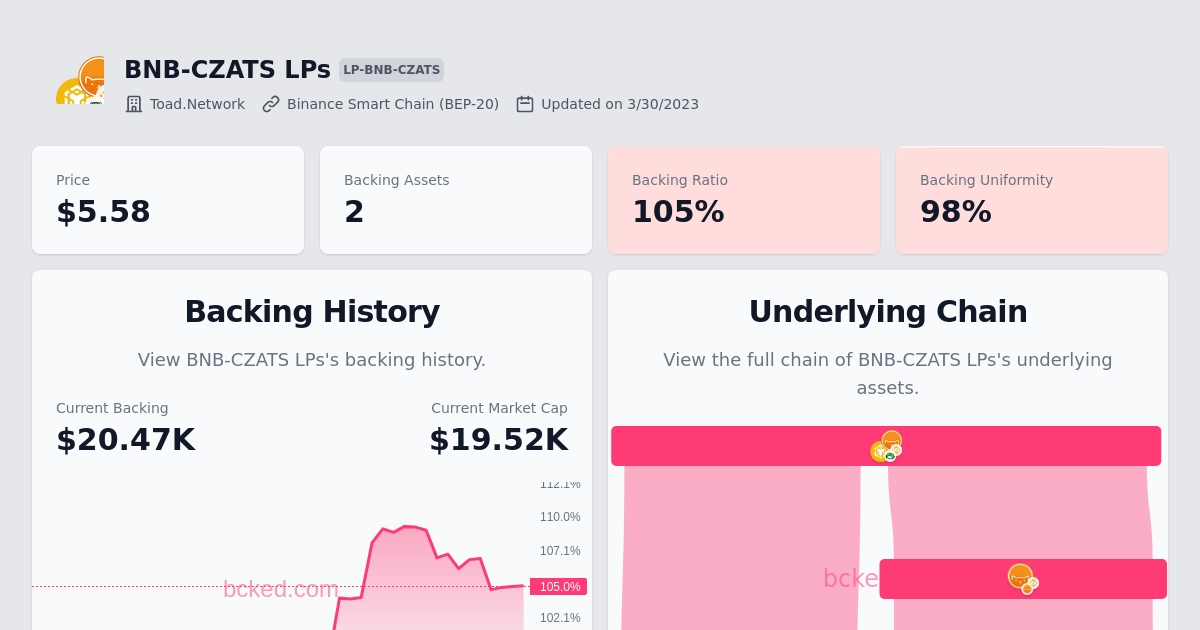 BNB-CZATS LPs LP-BNB-CZATS
Toad.Network Binance Smart Chain (BEP-20) Updated on 3/30/2023
Price
$5.58
Backing Assets
2
Backing Ratio
105%
Backing Uniformity
98%
Backing History
View BNB-CZATS LPs's backing history.
Current Backing
$20.47K
Current Market Cap
$19.52K
112.1%
110.0%
107.1%
105.0%
102.1%
bcked.com
Underlying Chain
View the full chain of BNB-CZATS LPs's underlying
assets.
bcke